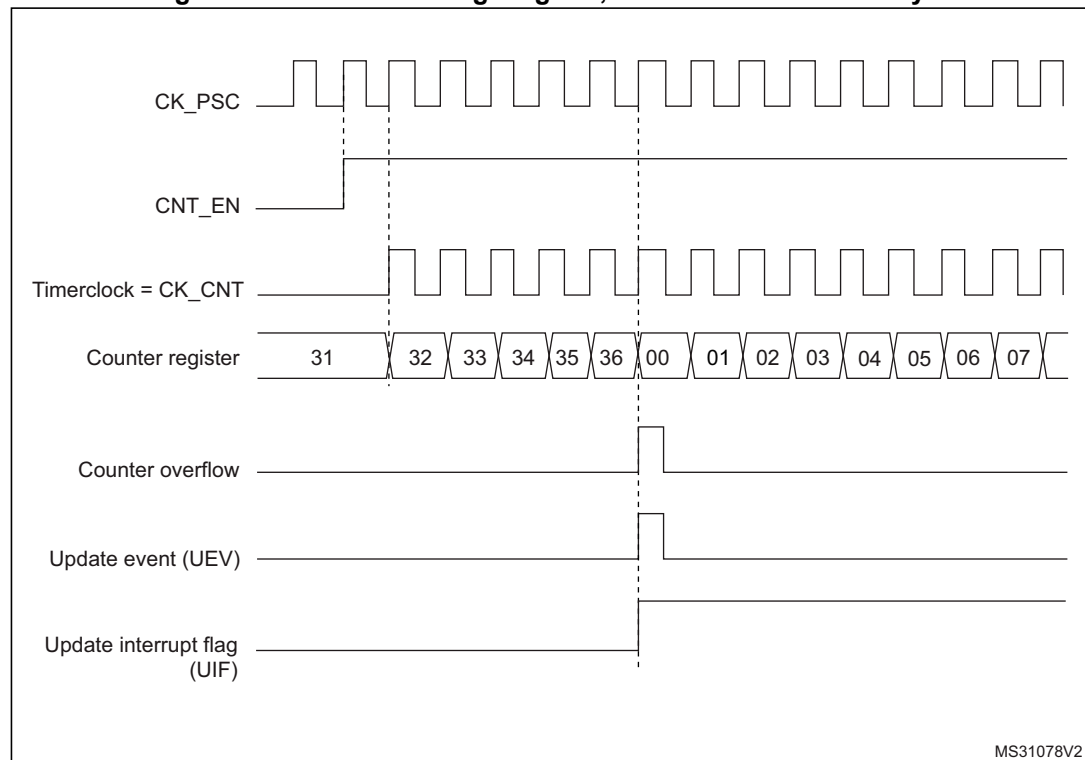 CK_PSC
CNT_EN
Timerclock = CK_CNT
Counter register 31 32 33 34 35 36 00 01 02 03 04 05 06 07
Counter overflow
Update event (UEV)
Update interrupt flag
(UIF)
MS31078V2